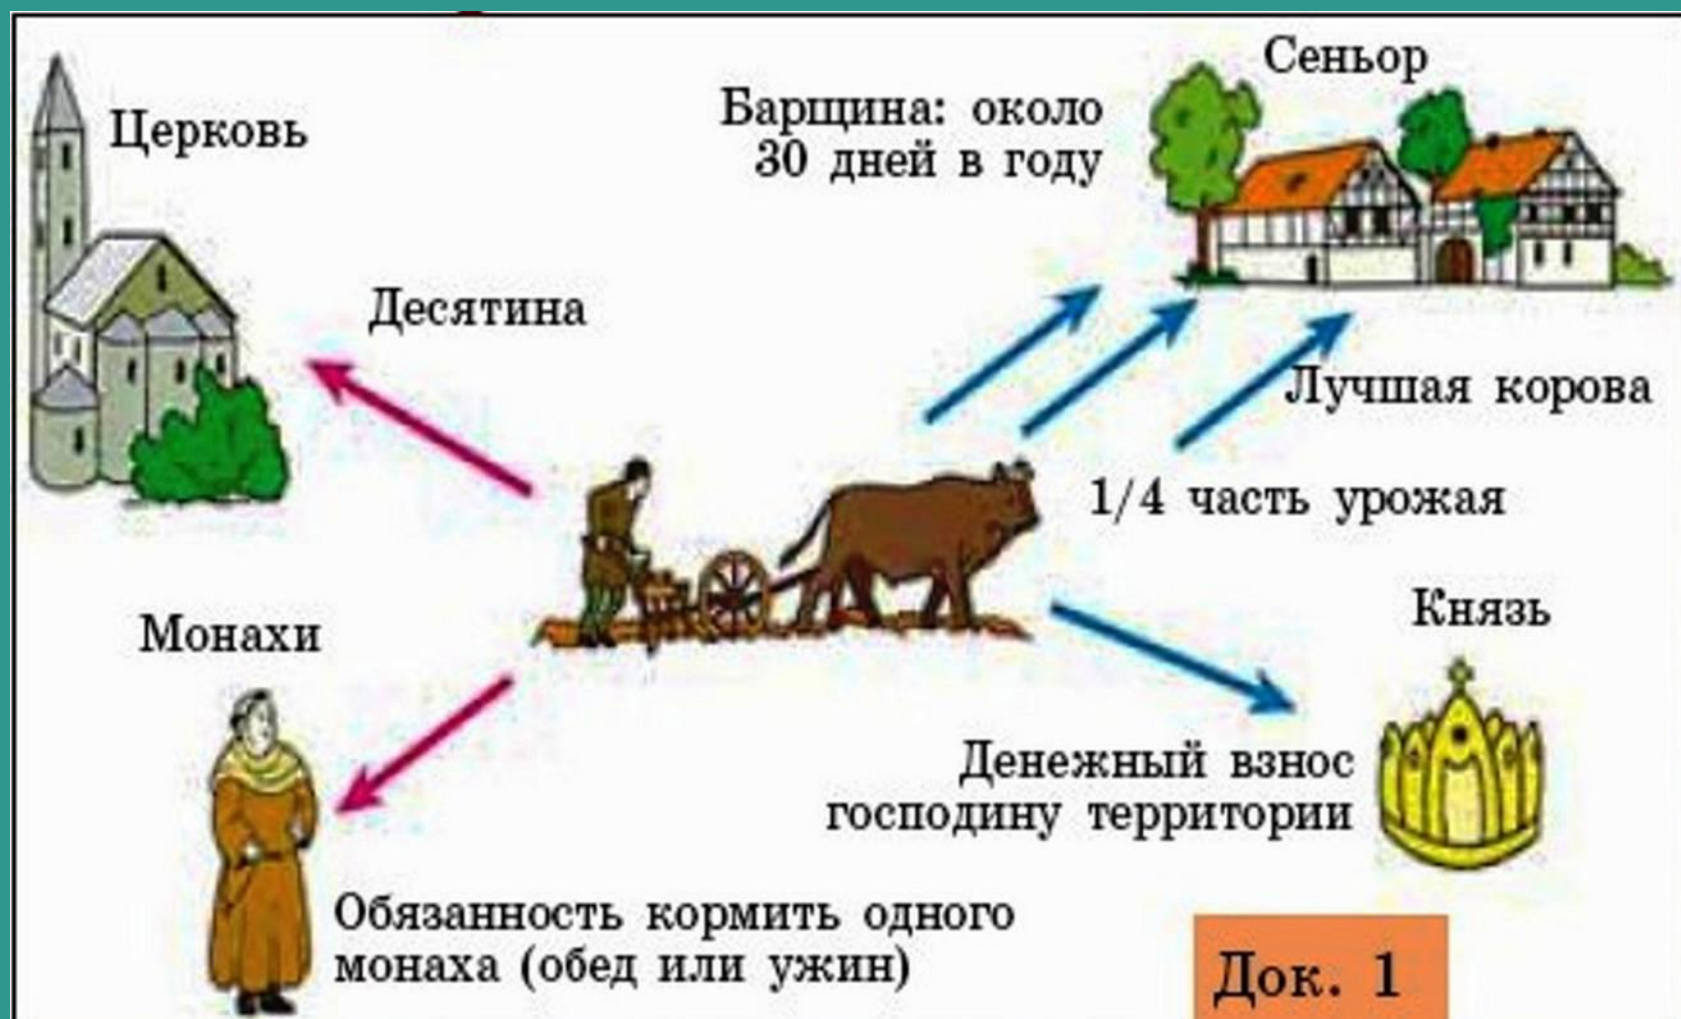 Церковь
Десятина
Сеньор
Барщина: около
30 дней в году
Лучшая корова
1/4 часть урожая
Монахи
Обязанность кормить одного
монаха (обед или ужин)
Князь
Денежный взнос
господину территории
Док. 1